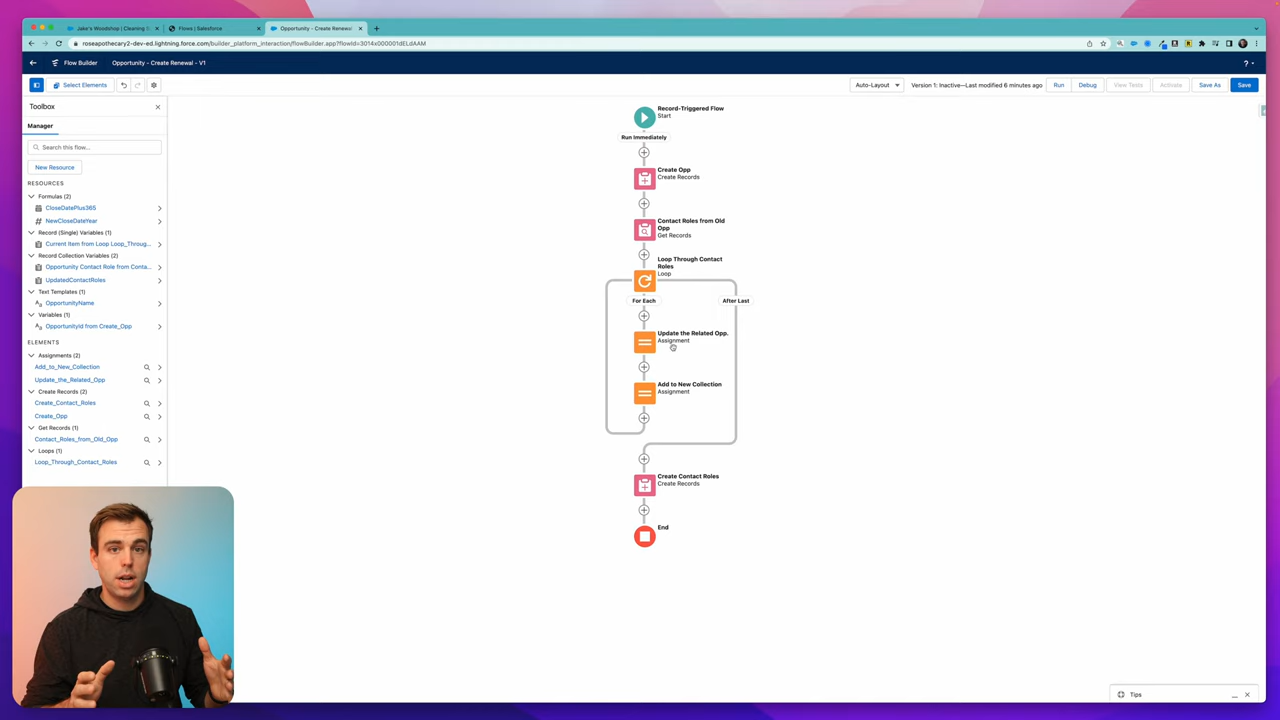 Jake's Woodshop | Cleaning S
Flows | Salesforce
Opportunity - Create Renewal
roseapothecary2-dev-ed.lightning.force.com/builder_platform_interaction/flowBuilder.app?flowId=3014x000001dELdAAM
Flow Builder
Opportunity - Create Renewal - V1
?
Select Elements
Auto-Layout
Version 1: Inactive—Last modified 6 minutes ago
Run
Debug
View Tests
Activate
Save As
Save
Toolbox
Manager
Search this flow...
New Resource
RESOURCES
Formulas (2)
CloseDatePlus365
NewCloseDateYear
Record (Single) Variables (1)
Current Item from Loop Loop_Throug...
Record Collection Variables (2)
Opportunity Contact Role from Conta...
UpdatedContactRoles
Text Templates (1)
OpportunityName
Variables (1)
OpportunityId from Create_Opp
ELEMENTS
Assignments (2)
Add_to_New_Collection
Update_the_Related_Opp
Create Records (2)
Create_Contact_Roles
Create_Opp
Get Records (1)
Contact_Roles_from_Old_Opp
Loops (1)
Loop_Through_Contact_Roles
Record-Triggered Flow
Start
Run Immediately
Create Opp
Create Records
Contact Roles from Old
Opp
Get Records
Loop Through Contact
Roles
Loop
For Each
After Last
Update the Related Opp.
Assignment
Add to New Collection
Assignment
Create Contact Roles
Create Records
End
Tips